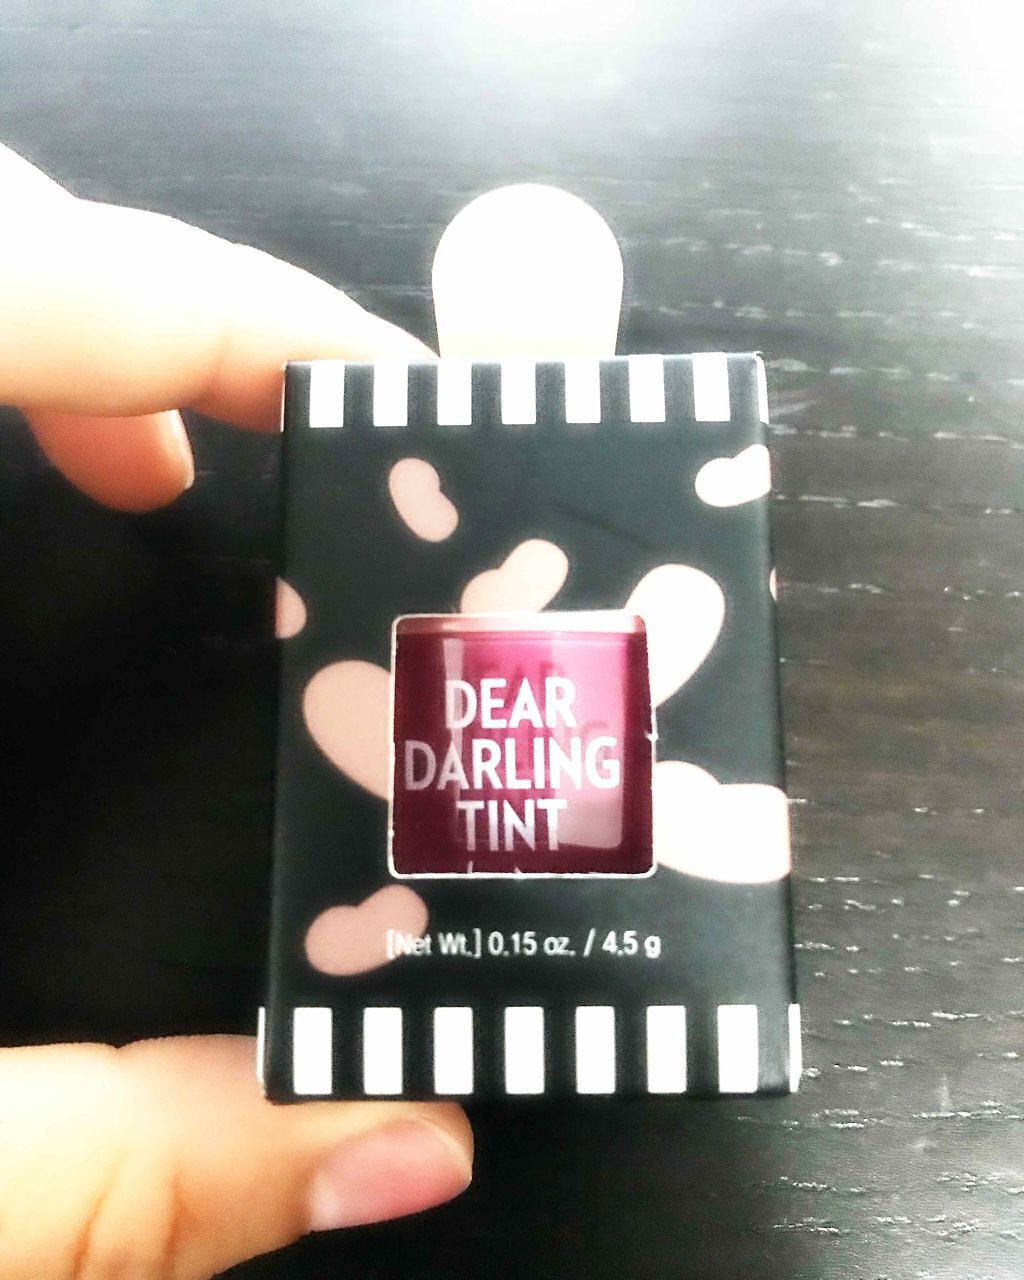 DEAR
DARLING
TINT
[Net Wt.] 0.15 oz. / 4.5 g